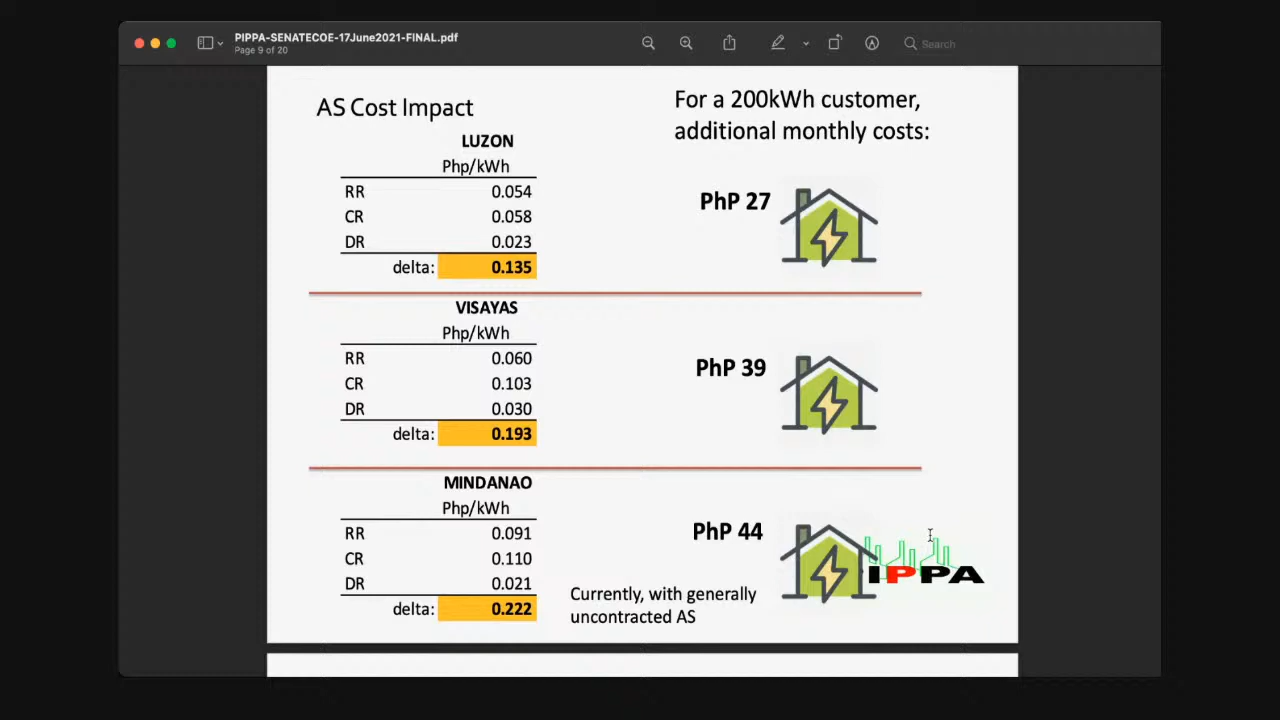 PIPPA-SENATECOE-17June2021-FINAL.pdf
Page 9 of 20
Search
AS Cost Impact
For a 200kWh customer,
additional monthly costs:
LUZON
Php/kWh
RR 0.054
CR 0.058
DR 0.023
delta: 0.135
PhP 27
VISAYAS
Php/kWh
RR 0.060
CR 0.103
DR 0.030
delta: 0.193
PhP 39
MINDANAO
Php/kWh
RR 0.091
CR 0.110
DR 0.021
delta: 0.222
PhP 44
Currently, with generally
uncontracted AS
IPPA